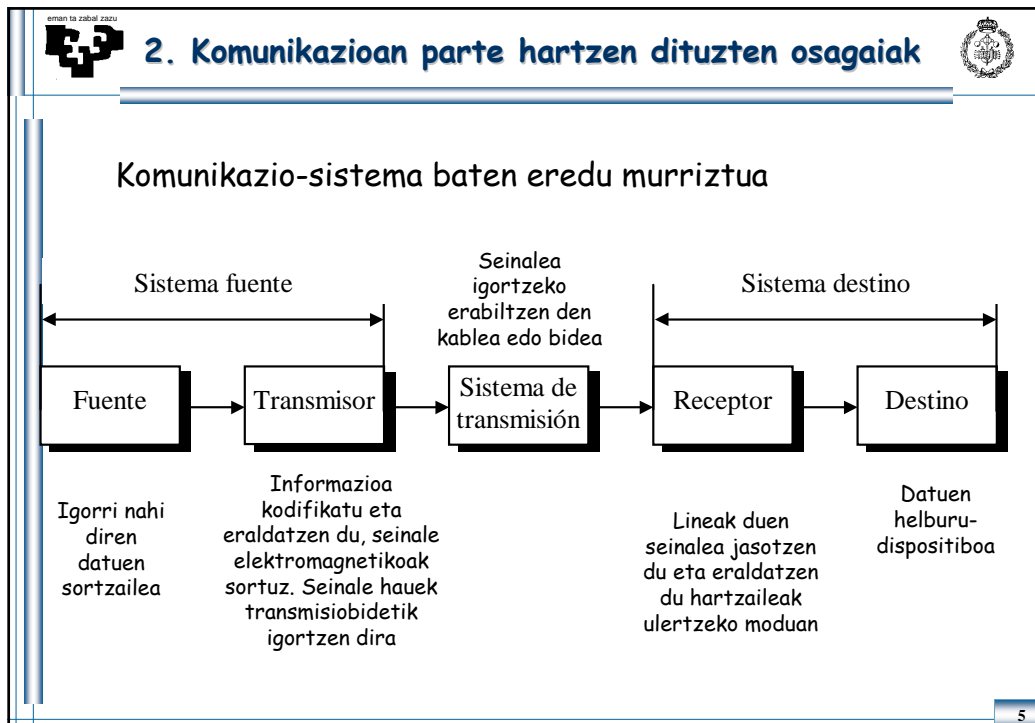 eman ta zabal zazu
2. Komunikazioan parte hartzen dituzten osagaiak
Komunikazio-sistema baten eredu murriztua
Sistema fuente
Seinalea
igortzeko
erabiltzen den
kablea edo bidea
Sistema destino
Fuente
Transmisor
Sistema de
transmisión
Receptor
Destino
Igorri nahi
diren
datuen
sortzailea
Informazioa
kodifikatu eta
eraldatzen du, seinale
elektromagnetikoak
sortuz. Seinale hauek
transmisiobidetik
igortzen dira
Lineak duen
seinalea jasotzen
du eta eraldatzen
du hartzaileak
ulertzeko moduan
Datuen
helburu-
dispositiboa
5